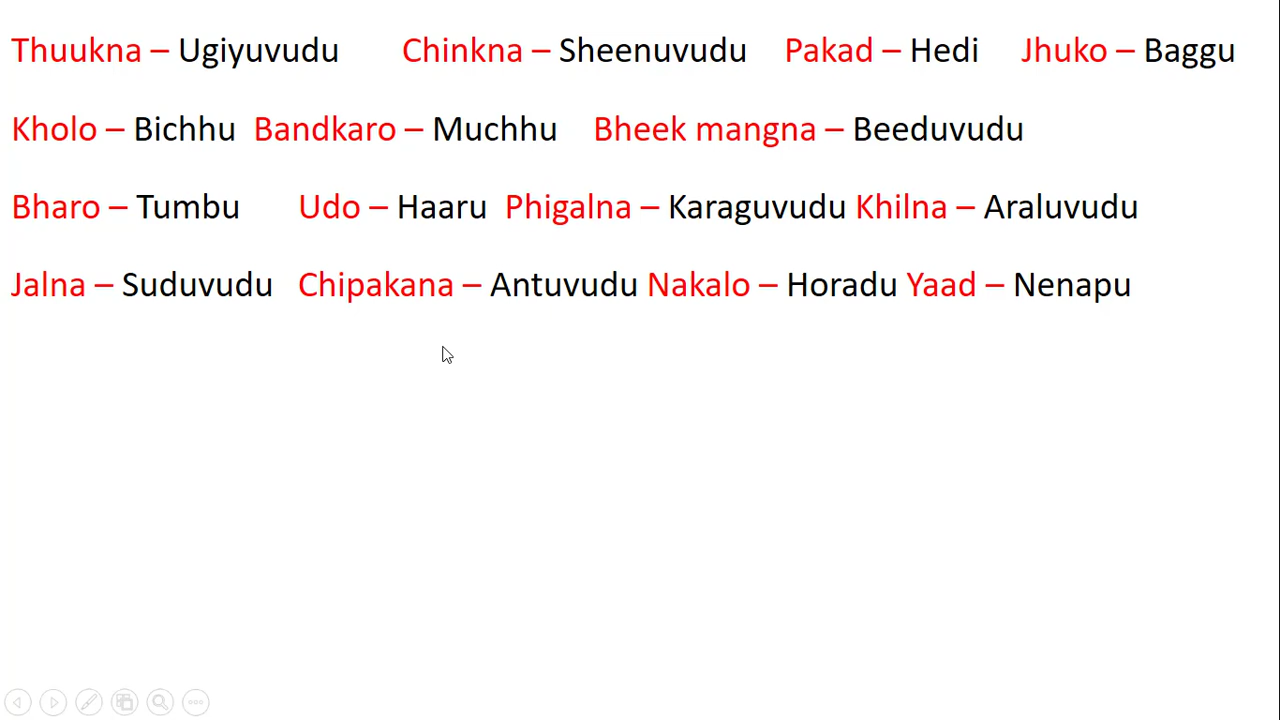 Thuukna – Ugiyuvudu Chinkna – Sheenuvudu Pakad – Hedi Jhuko – Baggu
Kholo – Bichhu Bandkaro – Muchhu Bheek mangna – Beeduvudu
Bharo – Tumbu Udo – Haaru Phigalna – Karaguvudu Khilna – Araluvudu
Jalna – Suduvudu Chipakana – Antuvudu Nakalo – Horadu Yaad – Nenapu